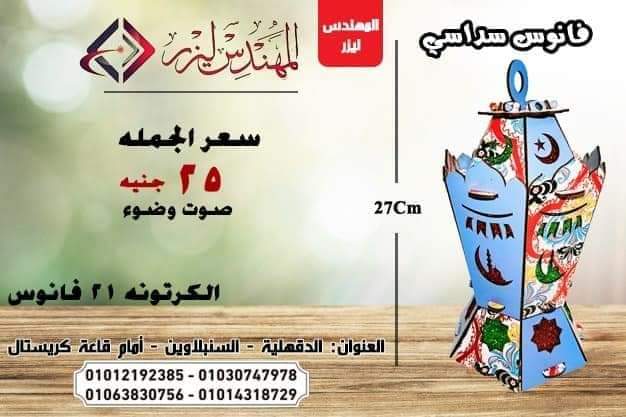 فانوس سداسي
المهندس
ليزر
المهندس ليزر
سعر الجمله
٢٥ جنيه
صوت وضوء
27Cm
الكرتونه ٢١ فانوس
العنوان: الدقهلية - السنبلاوين - أمام قاعة كريستال
01012192385 - 01030747978
01063830756 - 01014318729